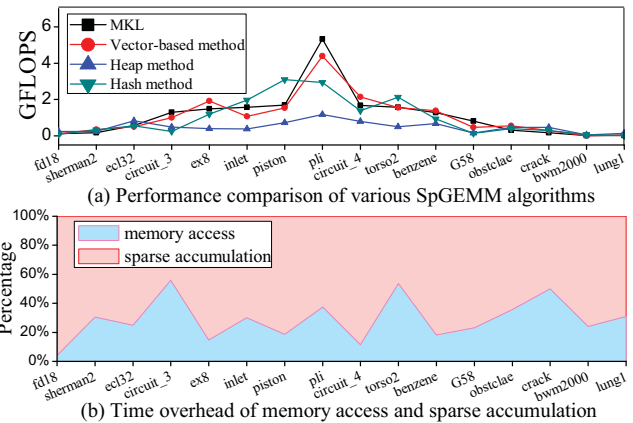 6
4
2
0
GFLOPS
MKL
Vector-based method
Heap method
Hash method
fd18 sherman2 ecl32 circuit_3 ex8 inlet piston pli circuit_4 torso2 benzene G58 obstclae crack bwm2000 lung1
(a) Performance comparison of various SpGEMM algorithms
100%
80%
60%
40%
20%
0%
Percentage
memory access
sparse accumulation
fd18 sherman2 ecl32 circuit_3 ex8 inlet piston pli circuit_4 torso2 benzene G58 obstclae crack bwm2000 lung1
(b) Time overhead of memory access and sparse accumulation